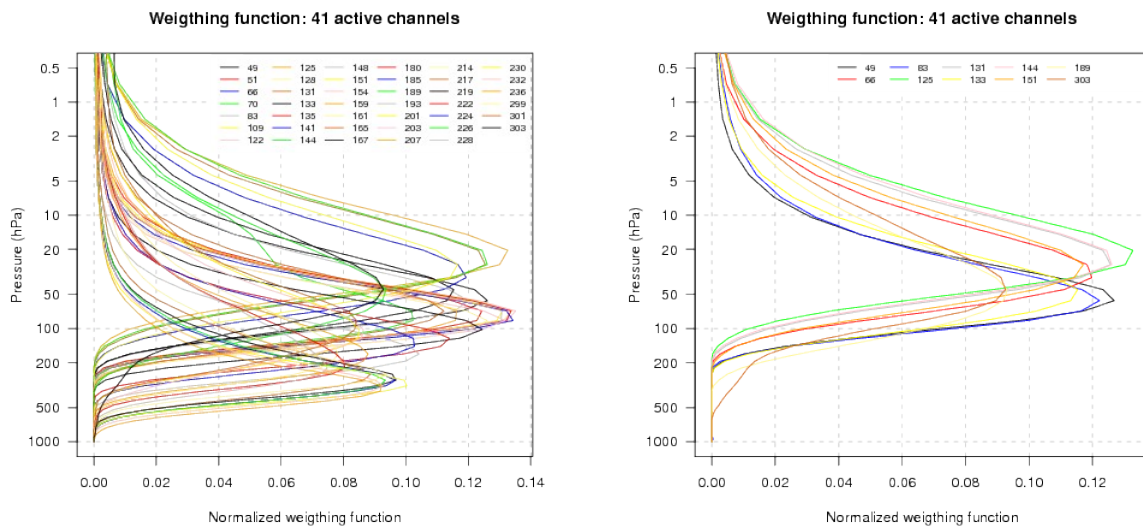 Weigthing function: 41 active channels
49 125 148 180 214 230
51 128 151 185 217 232
66 131 154 189 219 236
70 133 159 193 222 299
83 135 161 201 224 301
109 141 165 203 226 303
122 144 167 207 228
Pressure (hPa)
0.5
1
2
5
10
20
50
100
200
500
1000
0.00 0.02 0.04 0.06 0.08 0.10 0.12 0.14
Normalized weigthing function
Weigthing function: 41 active channels
49 83 131 144 189
66 125 133 151 303
Pressure (hPa)
0.5
1
2
5
10
20
50
100
200
500
1000
0.00 0.02 0.04 0.06 0.08 0.10 0.12
Normalized weigthing function